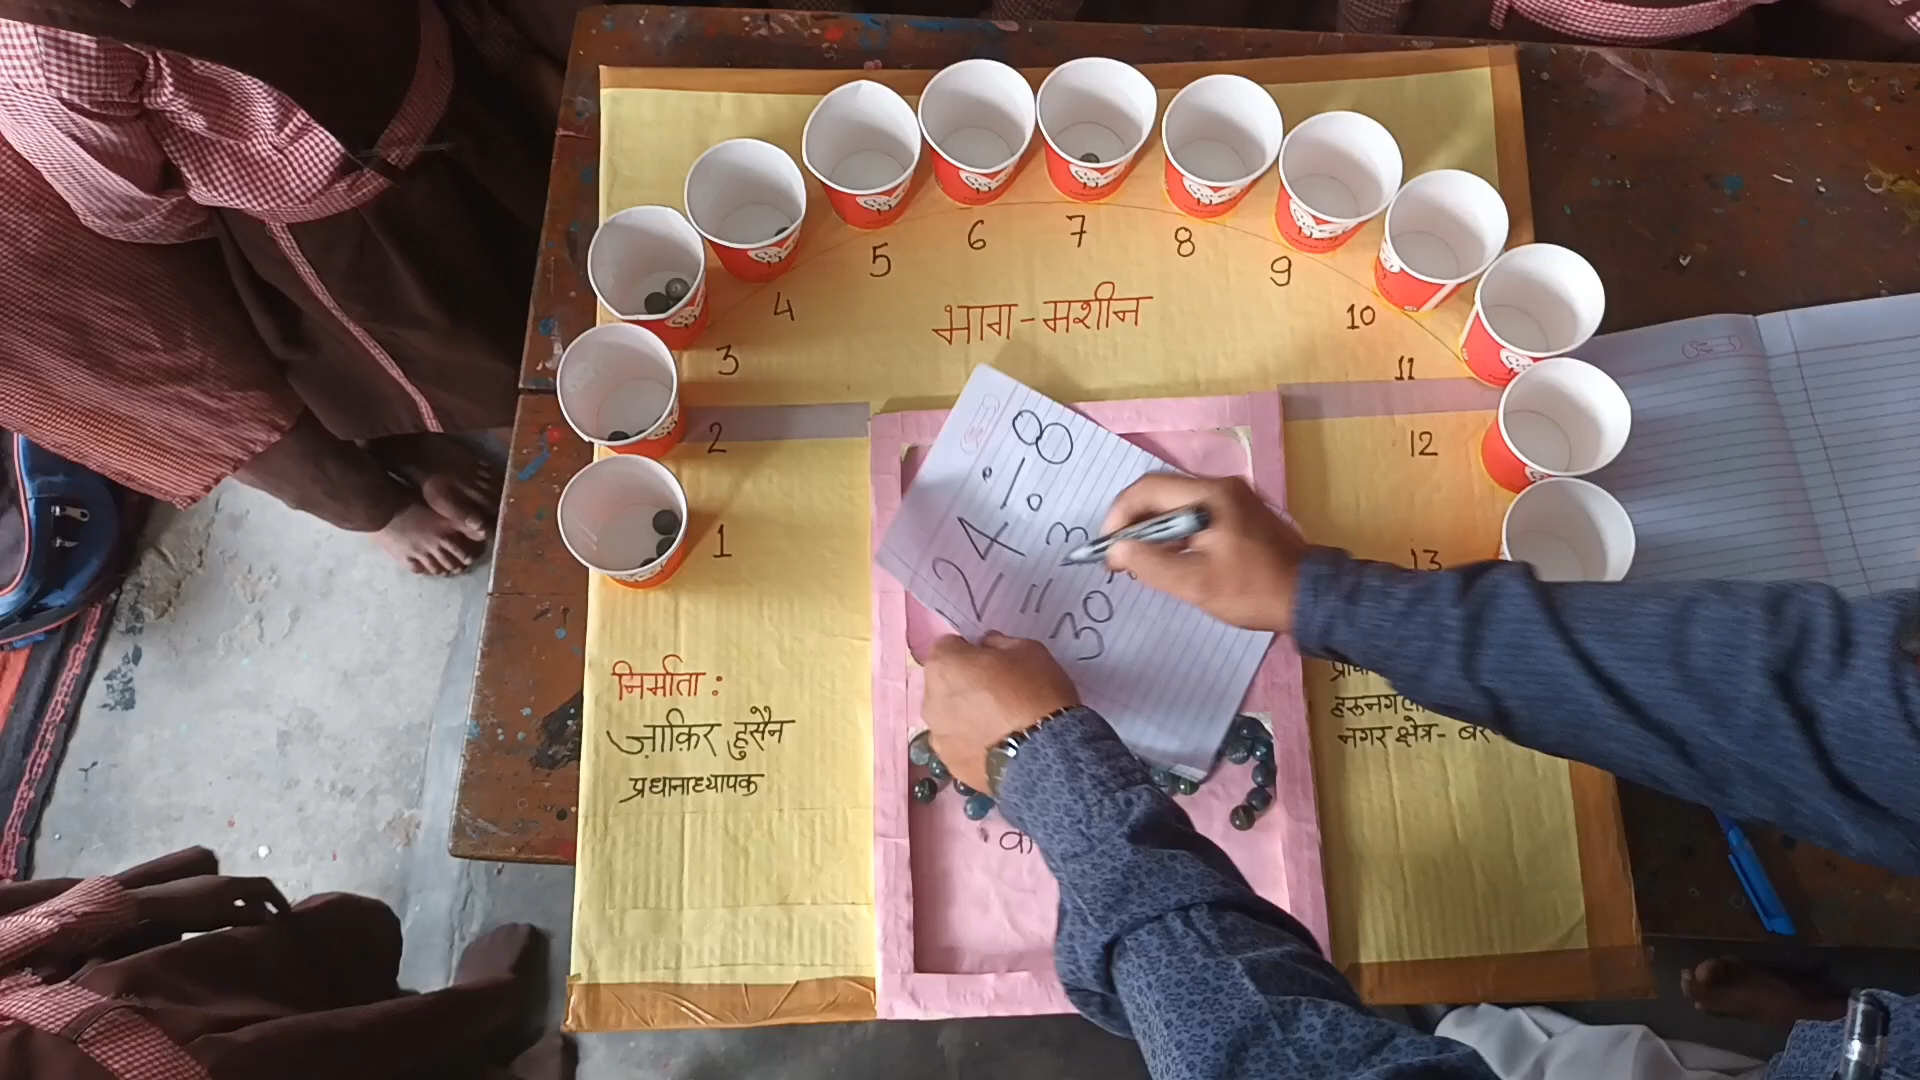 5 6 7 8
4 9
3 भाग-मशीन 10
11
2 12
1 13
24 ÷ 8
= 3
30
निर्माता :
ज़ाकिर हुसैन
प्रधानाध्यापक
नगर क्षेत्र-